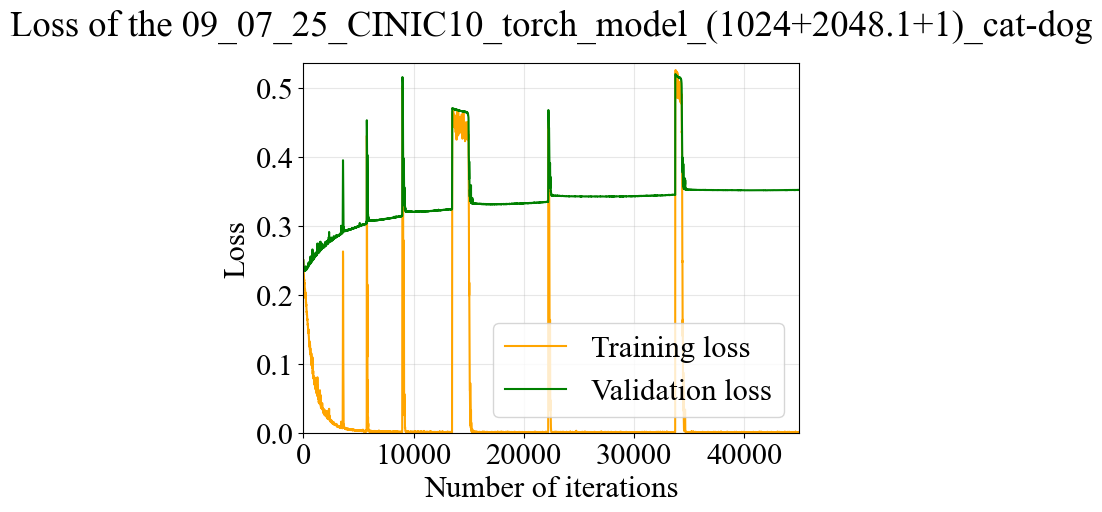 Loss of the 09_07_25_CINIC10_torch_model_(1024+2048.1+1)_cat-dog
0.5
0.4
0.3
0.2
0.1
0.0
Loss
Training loss
Validation loss
0 10000 20000 30000 40000
Number of iterations